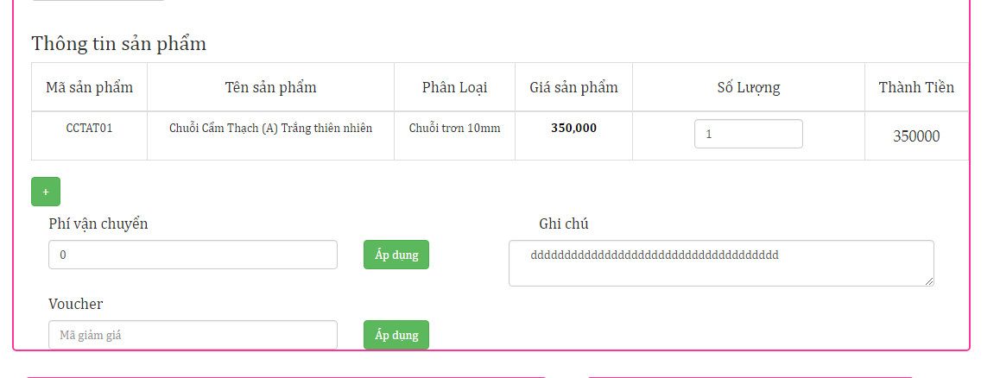 Thông tin sản phẩm
Mã sản phẩm Tên sản phẩm Phân Loại Giá sản phẩm Số Lượng Thành Tiền
CCTAT01 Chuỗi Cẩm Thạch (A) Trắng thiên nhiên Chuỗi trơn 10mm 350,000 1 350000
+
Phí vận chuyển Ghi chú
0 Áp dụng ddddddddddddddddddddddddddddddddddddd
Voucher
Mã giảm giá Áp dụng